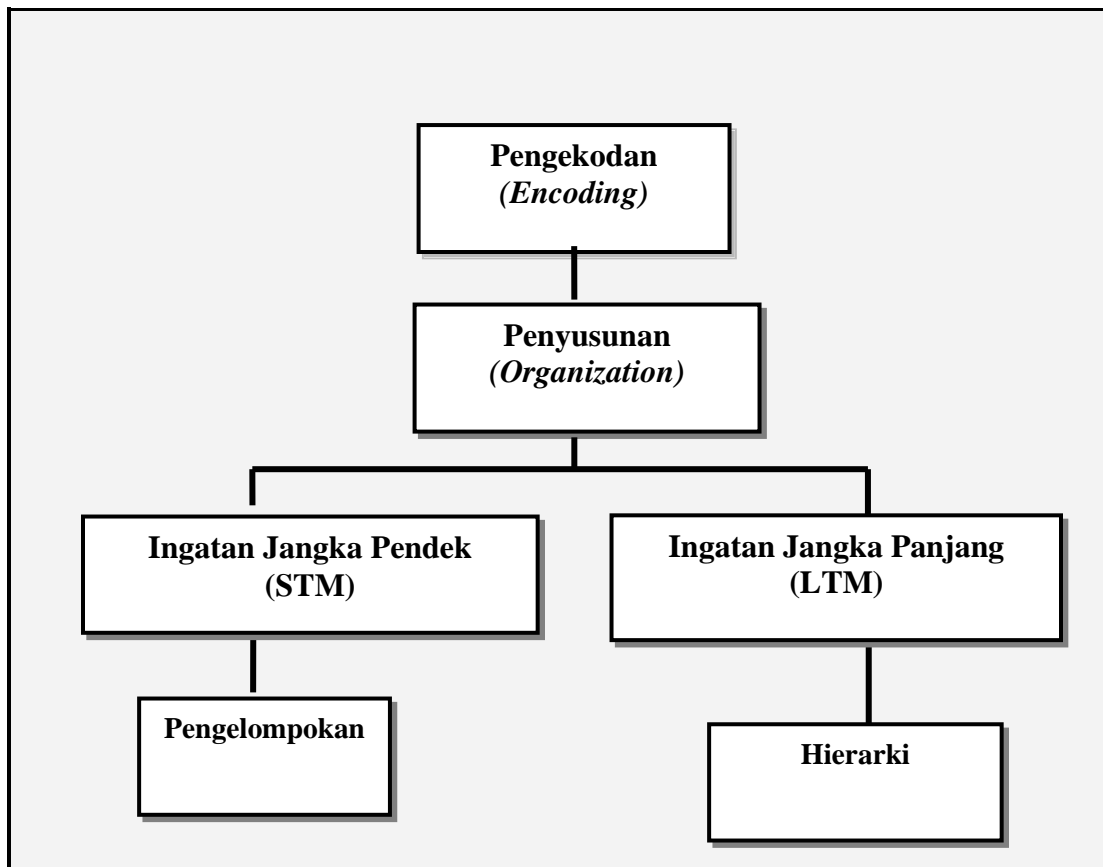 Pengekodan
(Encoding)
Penyusunan
(Organization)
Ingatan Jangka Pendek
(STM)
Ingatan Jangka Panjang
(LTM)
Pengelompokan
Hierarki